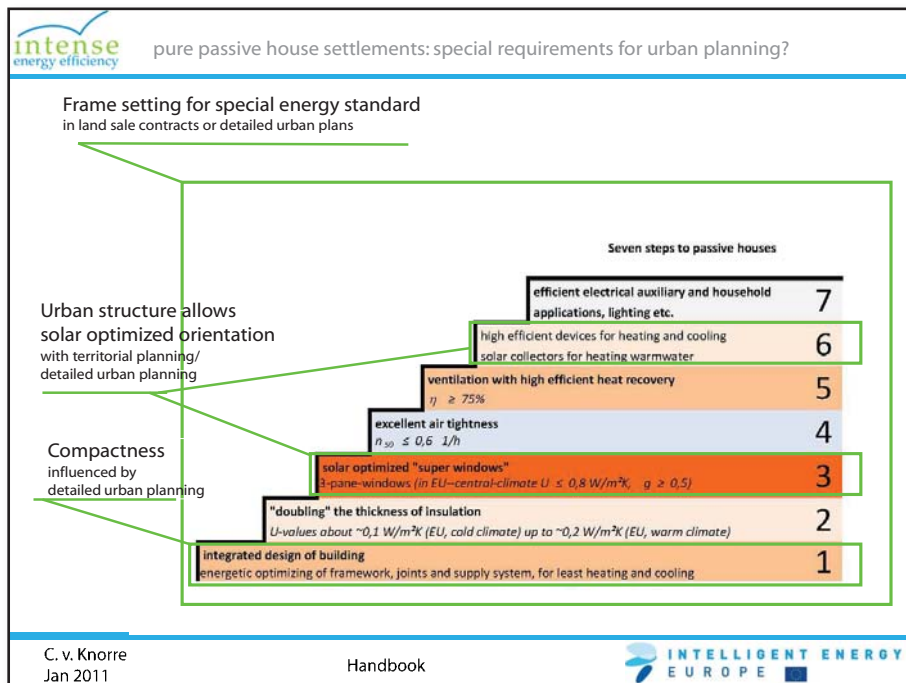 intense
energy efficiency
pure passive house settlements: special requirements for urban planning?
Frame setting for special energy standard
in land sale contracts or detailed urban plans
Seven steps to passive houses
efficient electrical auxiliary and household
applications, lighting etc.
7
Urban structure allows
solar optimized orientation
with territorial planning/
detailed urban planning
high efficient devices for heating and cooling
solar collectors for heating warmwater
6
ventilation with high efficient heat recovery
η ≥ 75%
5
excellent air tightness
n50 ≤ 0,6 1/h
4
Compactness
influenced by
detailed urban planning
solar optimized "super windows"
3-pane-windows (in EU-central-climate U ≤ 0,8 W/m²K, g ≥ 0,5)
3
"doubling" the thickness of insulation
U-values about ~0,1 W/m²K (EU, cold climate) up to ~0,2 W/m²K (EU, warm climate)
2
integrated design of building
energetic optimizing of framework, joints and supply system, for least heating and cooling
1
C. v. Knorre
Jan 2011
Handbook
INTELLIGENT ENERGY
EUROPE